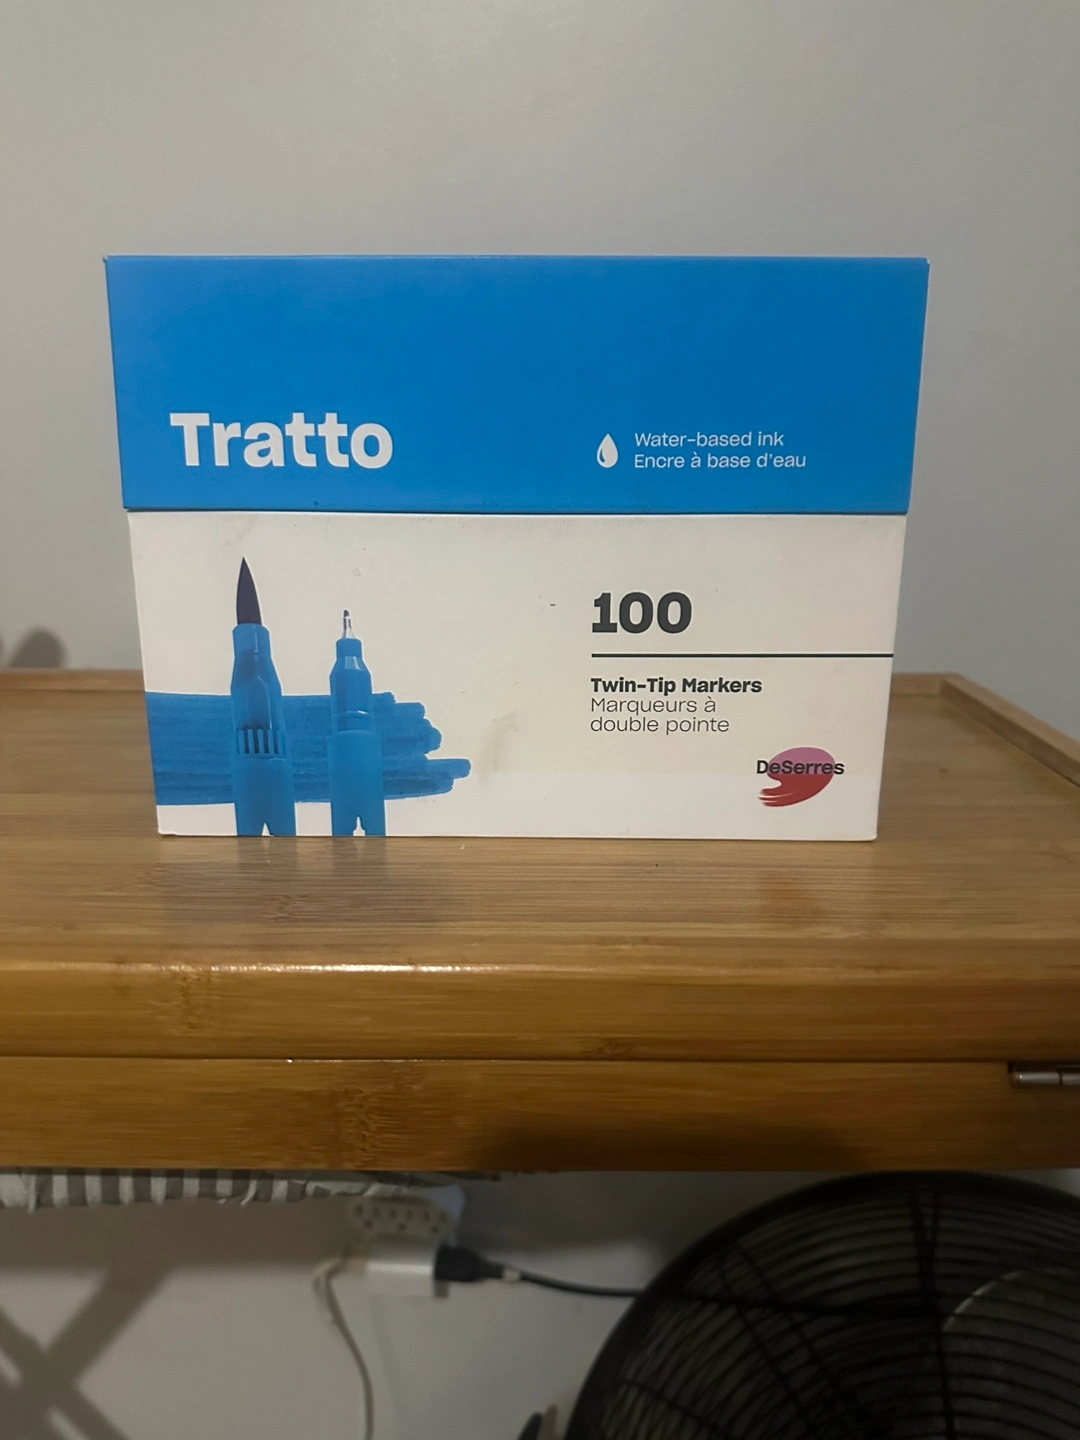 Tratto
Water-based ink
Encre à base d'eau
100
Twin-Tip Markers
Marqueurs à
double pointe
DeSerres